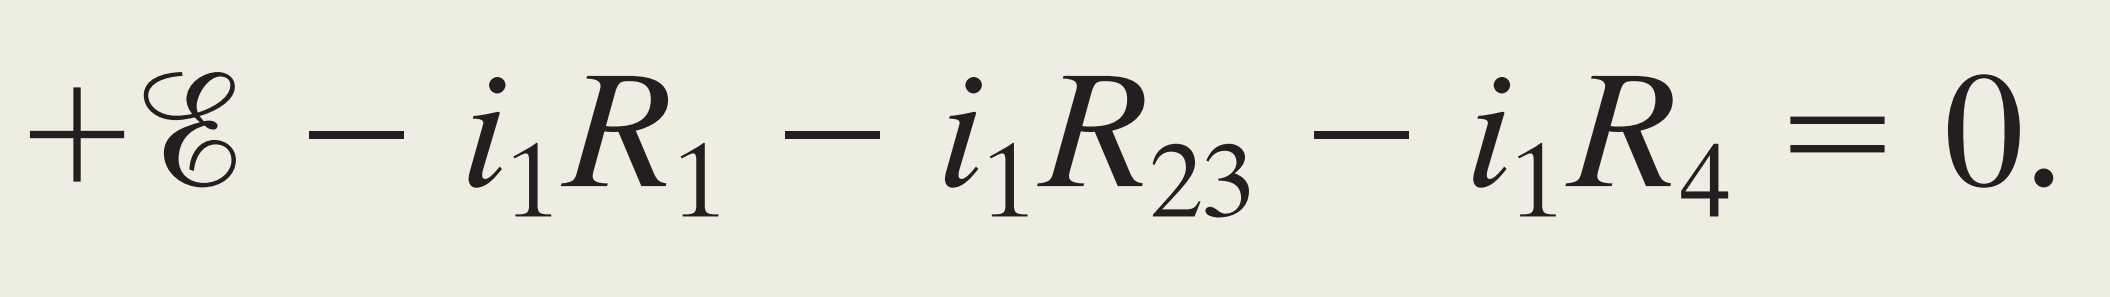 +ℰ − i₁R₁ − i₁R₂₃ − i₁R₄ = 0.